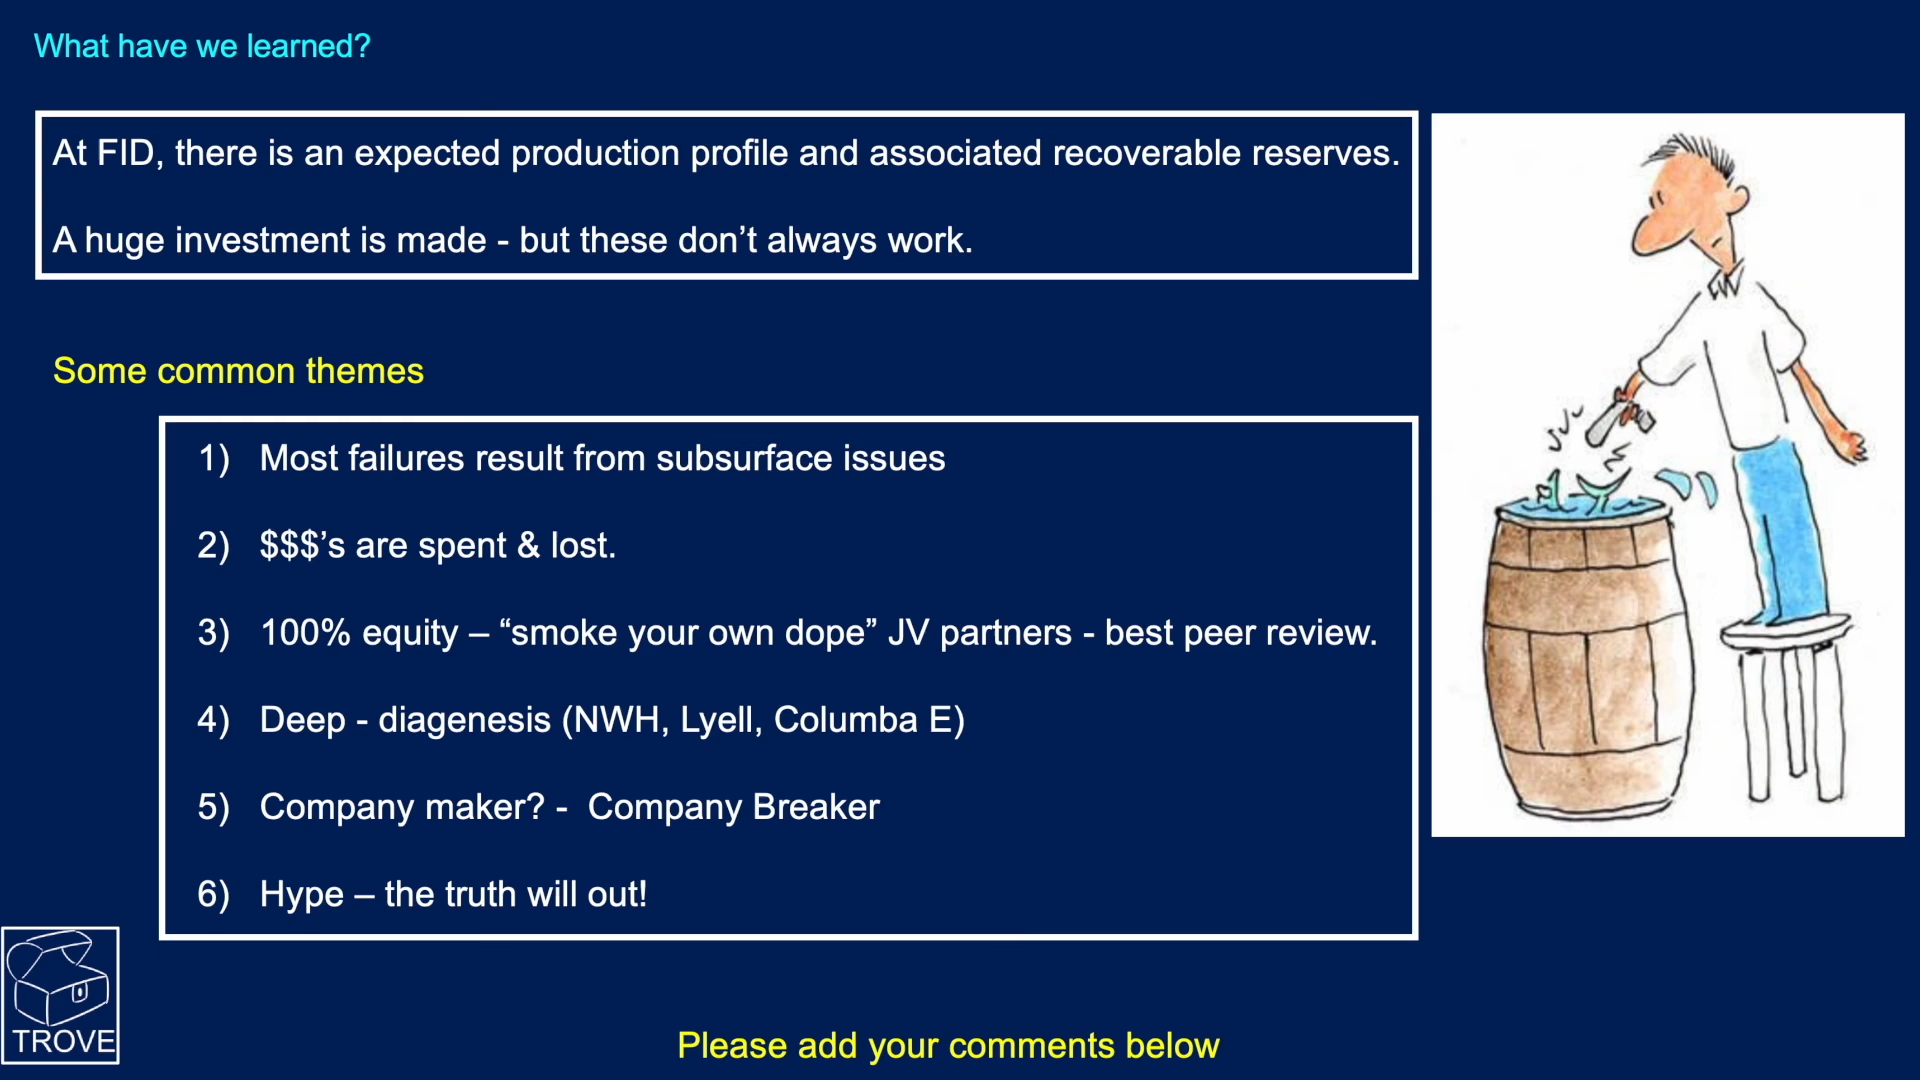 What have we learned?
At FID, there is an expected production profile and associated recoverable reserves.
A huge investment is made - but these don’t always work.
Some common themes
1) Most failures result from subsurface issues
2) $$$’s are spent & lost.
3) 100% equity – “smoke your own dope” JV partners - best peer review.
4) Deep - diagenesis (NWH, Lyell, Columba E)
5) Company maker? - Company Breaker
6) Hype – the truth will out!
TROVE
Please add your comments below